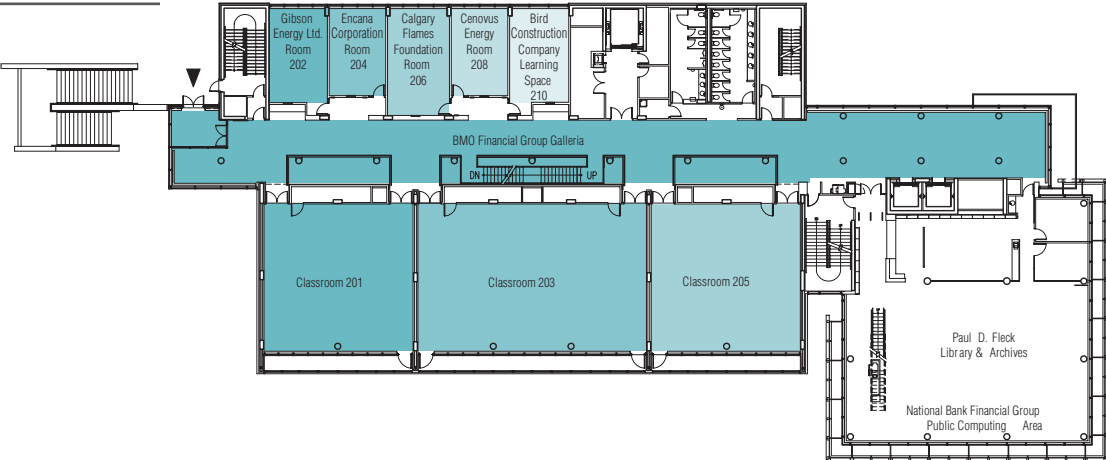 Gibson
Energy Ltd.
Room
202
Encana
Corporation
Room
204
Calgary
Flames
Foundation
Room
206
Cenovus
Energy
Room
208
Bird
Construction
Company
Learning
Space
210
BMO Financial Group Galleria
DN
UP
Classroom 201
Classroom 203
Classroom 205
Paul D. Fleck
Library & Archives
National Bank Financial Group
Public Computing Area